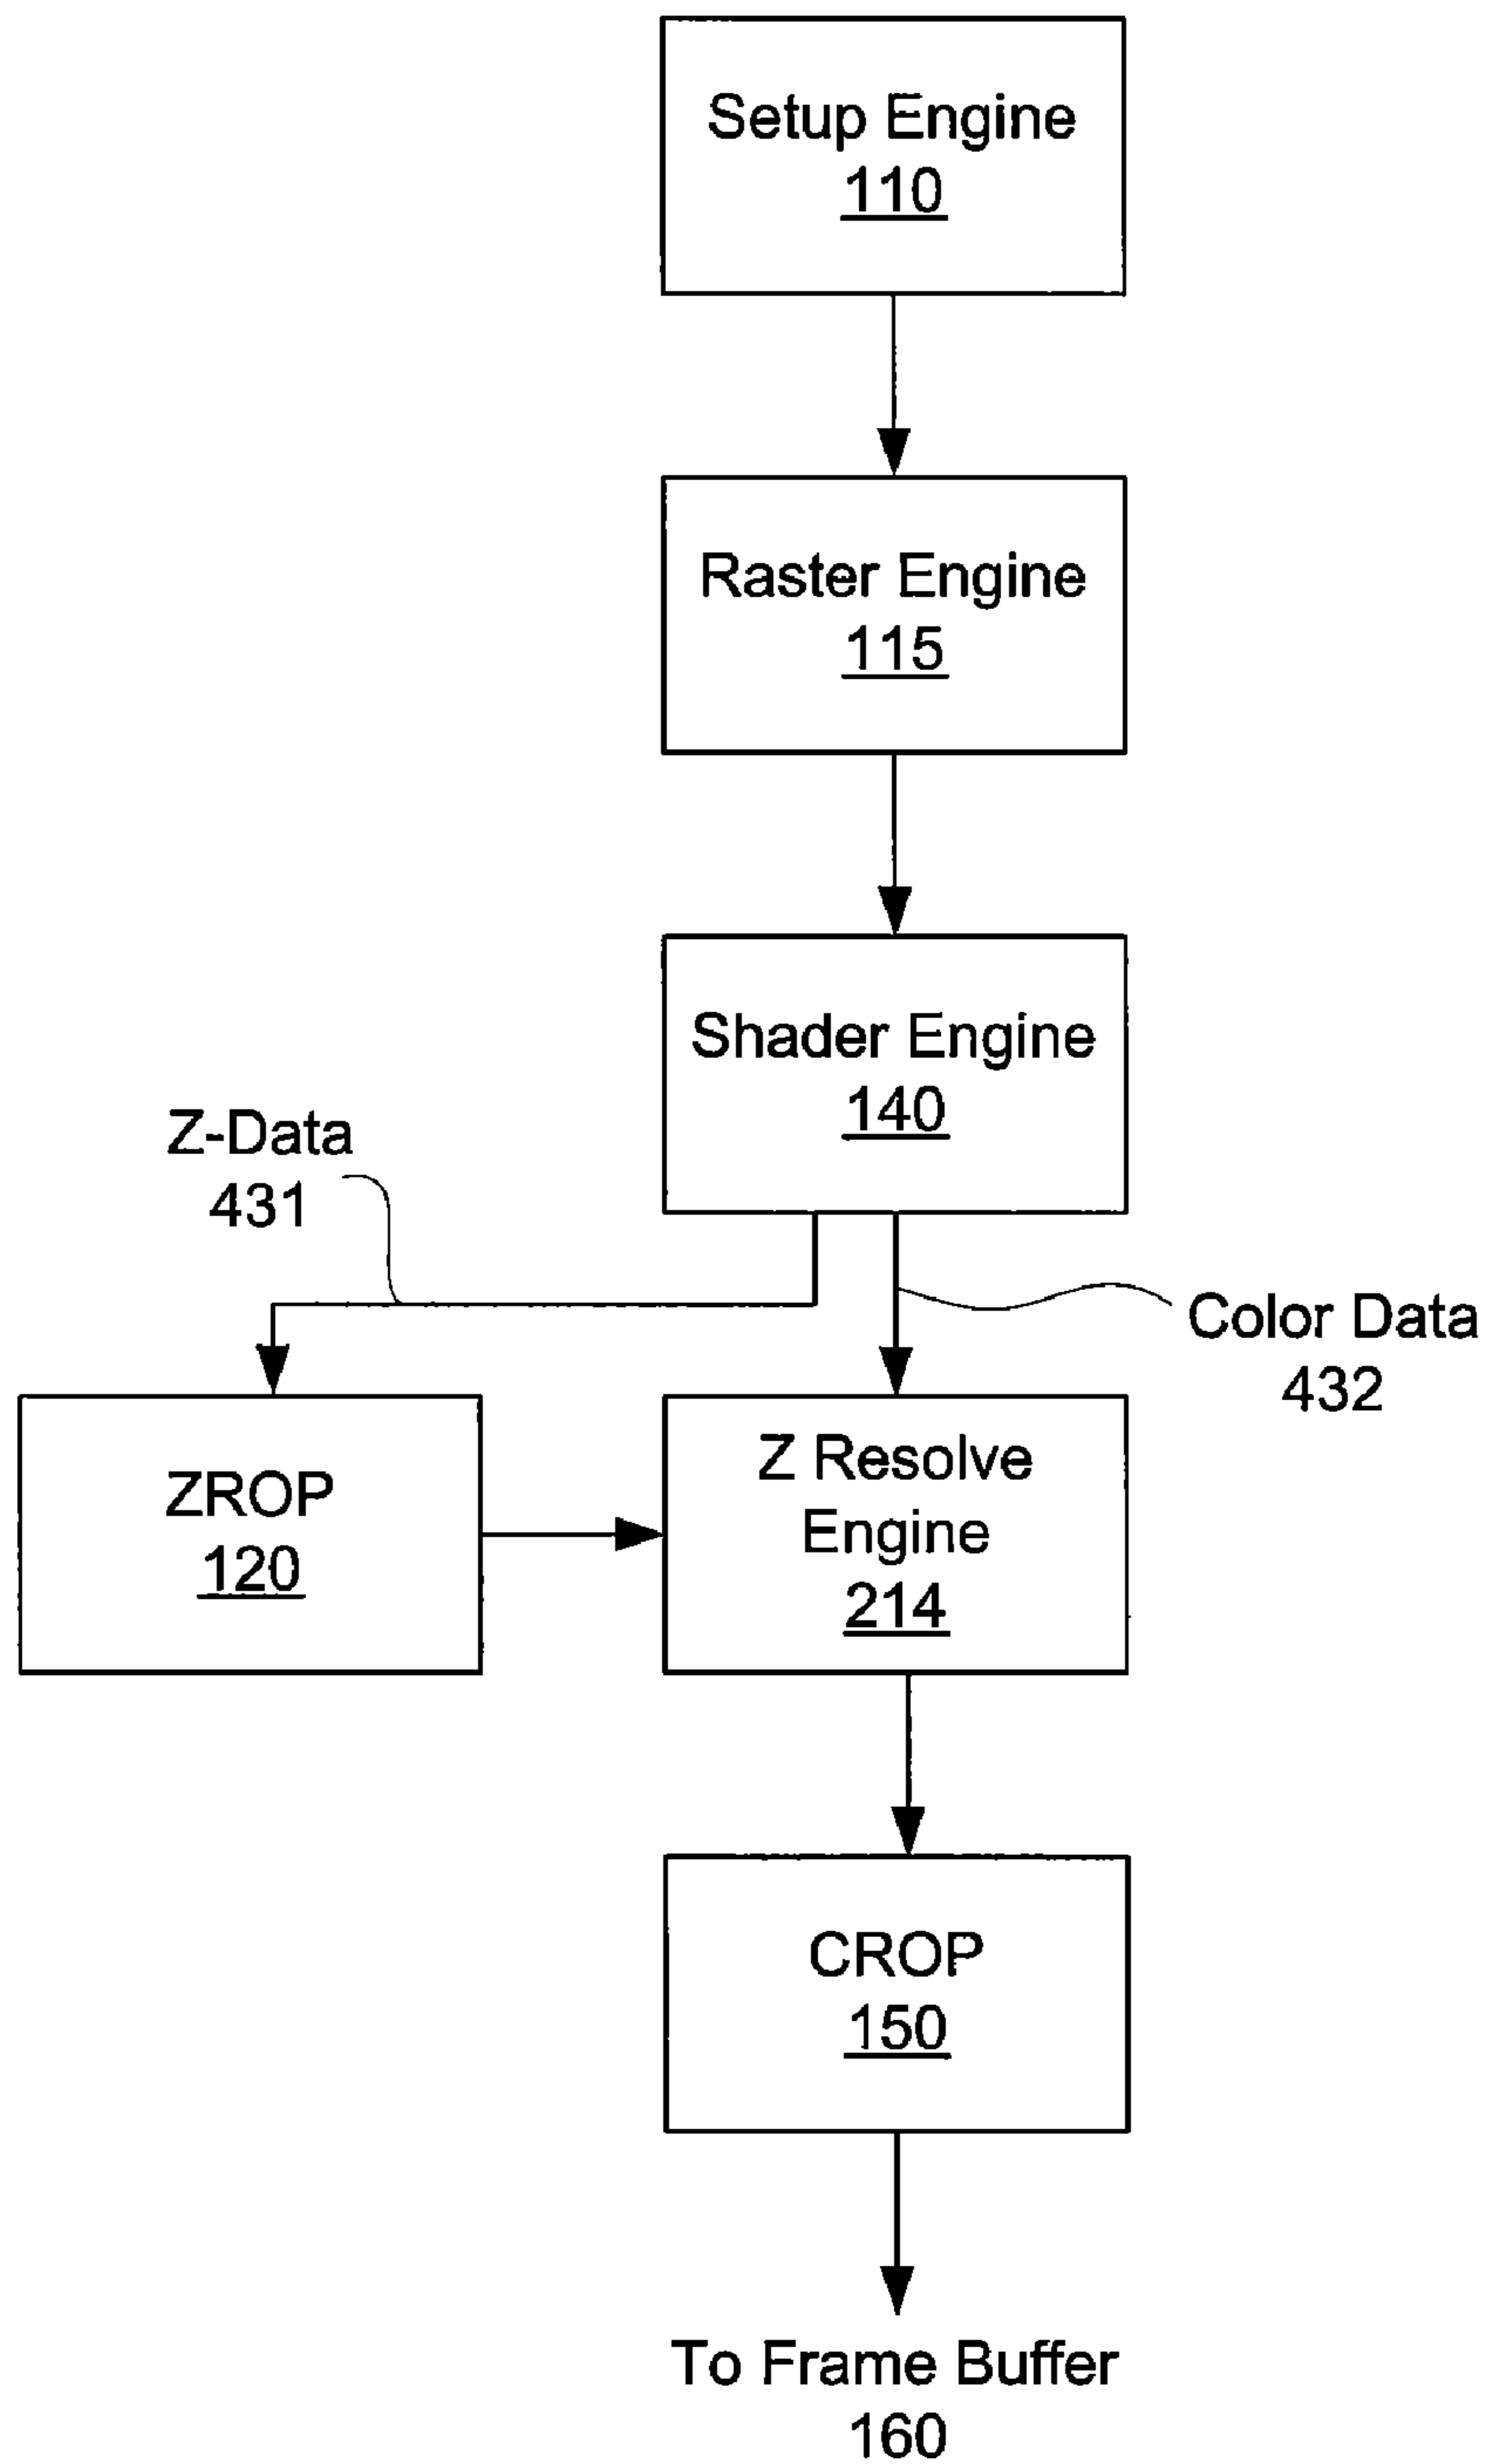 Setup Engine
110
Raster Engine
115
Shader Engine
140
Z-Data
431
Color Data
432
ZROP
120
Z Resolve
Engine
214
CROP
150
To Frame Buffer
160